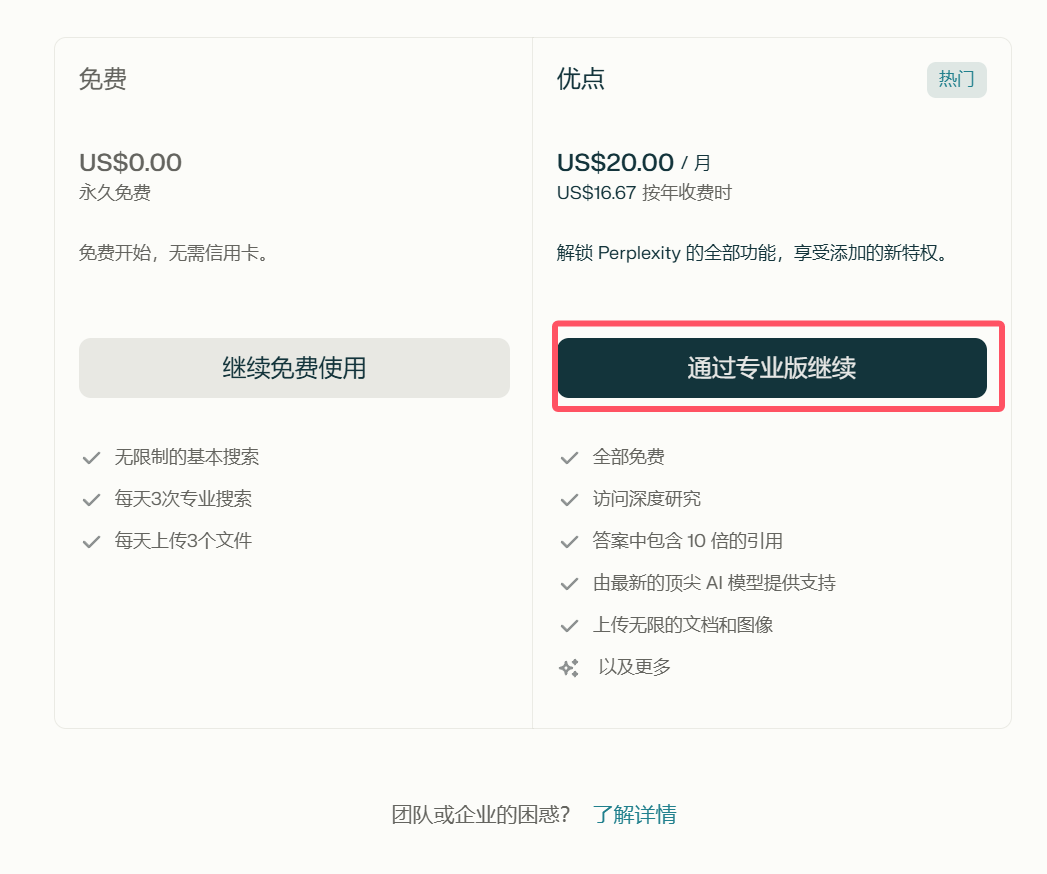 免费
US$0.00
永久免费
免费开始，无需信用卡。
继续免费使用
无限制的基本搜索
每天3次专业搜索
每天上传3个文件
优点
热门
US$20.00 / 月
US$16.67 按年收费时
解锁 Perplexity 的全部功能，享受添加的新特权。
通过专业版继续
全部免费
访问深度研究
答案中包含 10 倍的引用
由最新的顶尖 AI 模型提供支持
上传无限的文档和图像
以及更多
团队或企业的困惑？ 了解详情